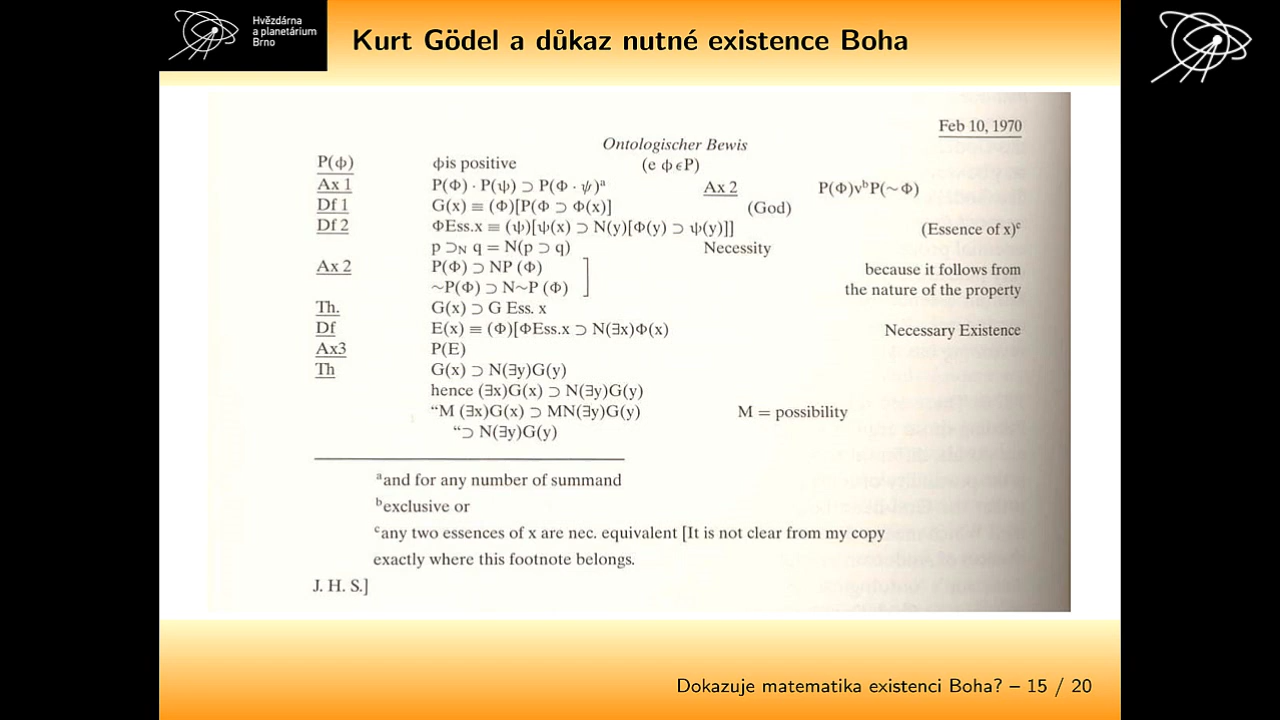 Hvězdárna
a planetárium
Brno
Kurt Gödel a důkaz nutné existence Boha
Feb 10, 1970
Ontologischer Bewis
P(ϕ) ϕis positive (e ϕ ϵP)
Ax 1 P(Φ) · P(ψ) ⊃ P(Φ · ψ)ᵃ Ax 2 P(Φ)vᵇP(∼Φ)
Df 1 G(x) ≡ (Φ)[P(Φ ⊃ Φ(x)] (God)
Df 2 ΦEss.x ≡ (ψ)[ψ(x) ⊃ N(y)[Φ(y) ⊃ ψ(y)]] (Essence of x)ᶜ
p ⊃ɴ q = N(p ⊃ q) Necessity
Ax 2 P(Φ) ⊃ NP (Φ) ] because it follows from
∼P(Φ) ⊃ N∼P (Φ) the nature of the property
Th. G(x) ⊃ G Ess. x
Df E(x) ≡ (Φ)[ΦEss.x ⊃ N(∃x)Φ(x) Necessary Existence
Ax3 P(E)
Th G(x) ⊃ N(∃y)G(y)
hence (∃x)G(x) ⊃ N(∃y)G(y)
“M (∃x)G(x) ⊃ MN(∃y)G(y) M = possibility
“⊃ N(∃y)G(y)
ᵃand for any number of summand
ᵇexclusive or
ᶜany two essences of x are nec. equivalent [It is not clear from my copy
exactly where this footnote belongs.
J. H. S.]
Dokazuje matematika existenci Boha? – 15 / 20